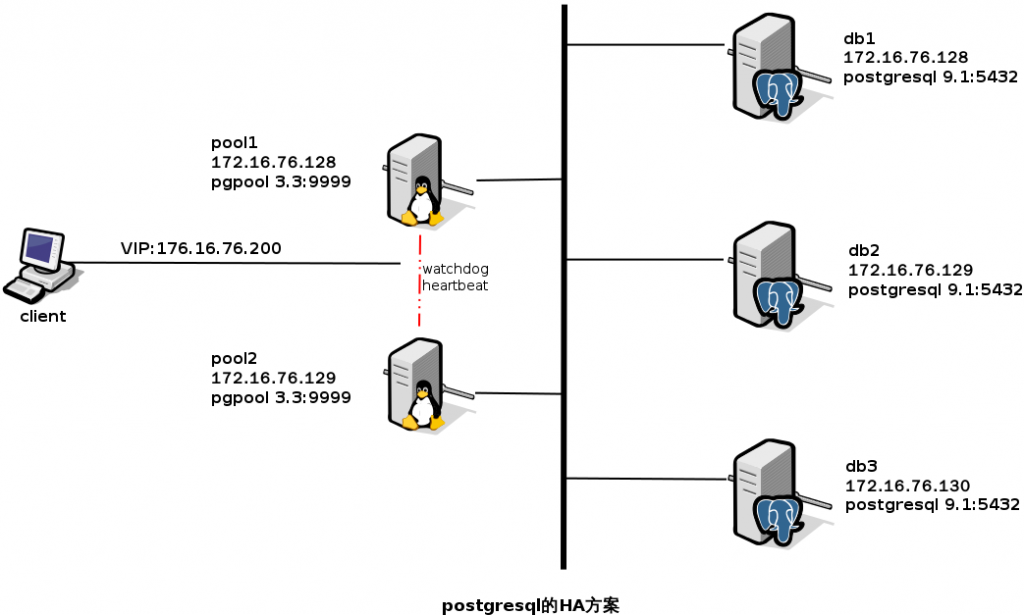 db1
172.16.76.128
postgresql 9.1:5432
pool1
172.16.76.128
pgpool 3.3:9999
VIP:176.16.76.200
watchdog
heartbeat
client
db2
172.16.76.129
postgresql 9.1:5432
pool2
172.16.76.129
pgpool 3.3:9999
db3
172.16.76.130
postgresql 9.1:5432
postgresql的HA方案